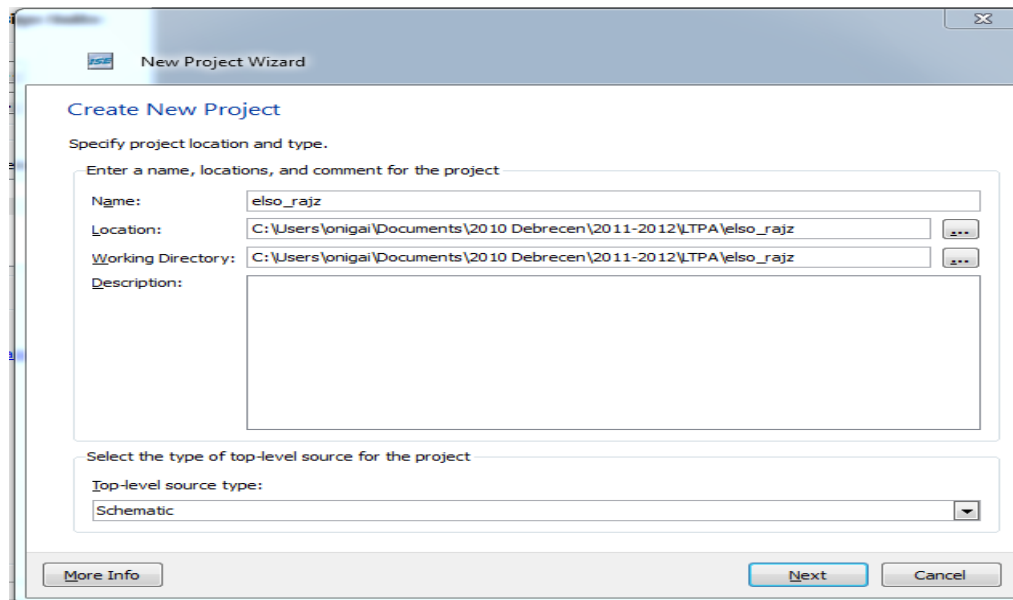 ISE New Project Wizard
Create New Project
Specify project location and type.
Enter a name, locations, and comment for the project
Name: elso_rajz
Location: C:\Users\onigai\Documents\2010 Debrecen\2011-2012\LTPA\elso_rajz ...
Working Directory: C:\Users\onigai\Documents\2010 Debrecen\2011-2012\LTPA\elso_rajz ...
Description:
Select the type of top-level source for the project
Top-level source type:
Schematic
More Info Next Cancel